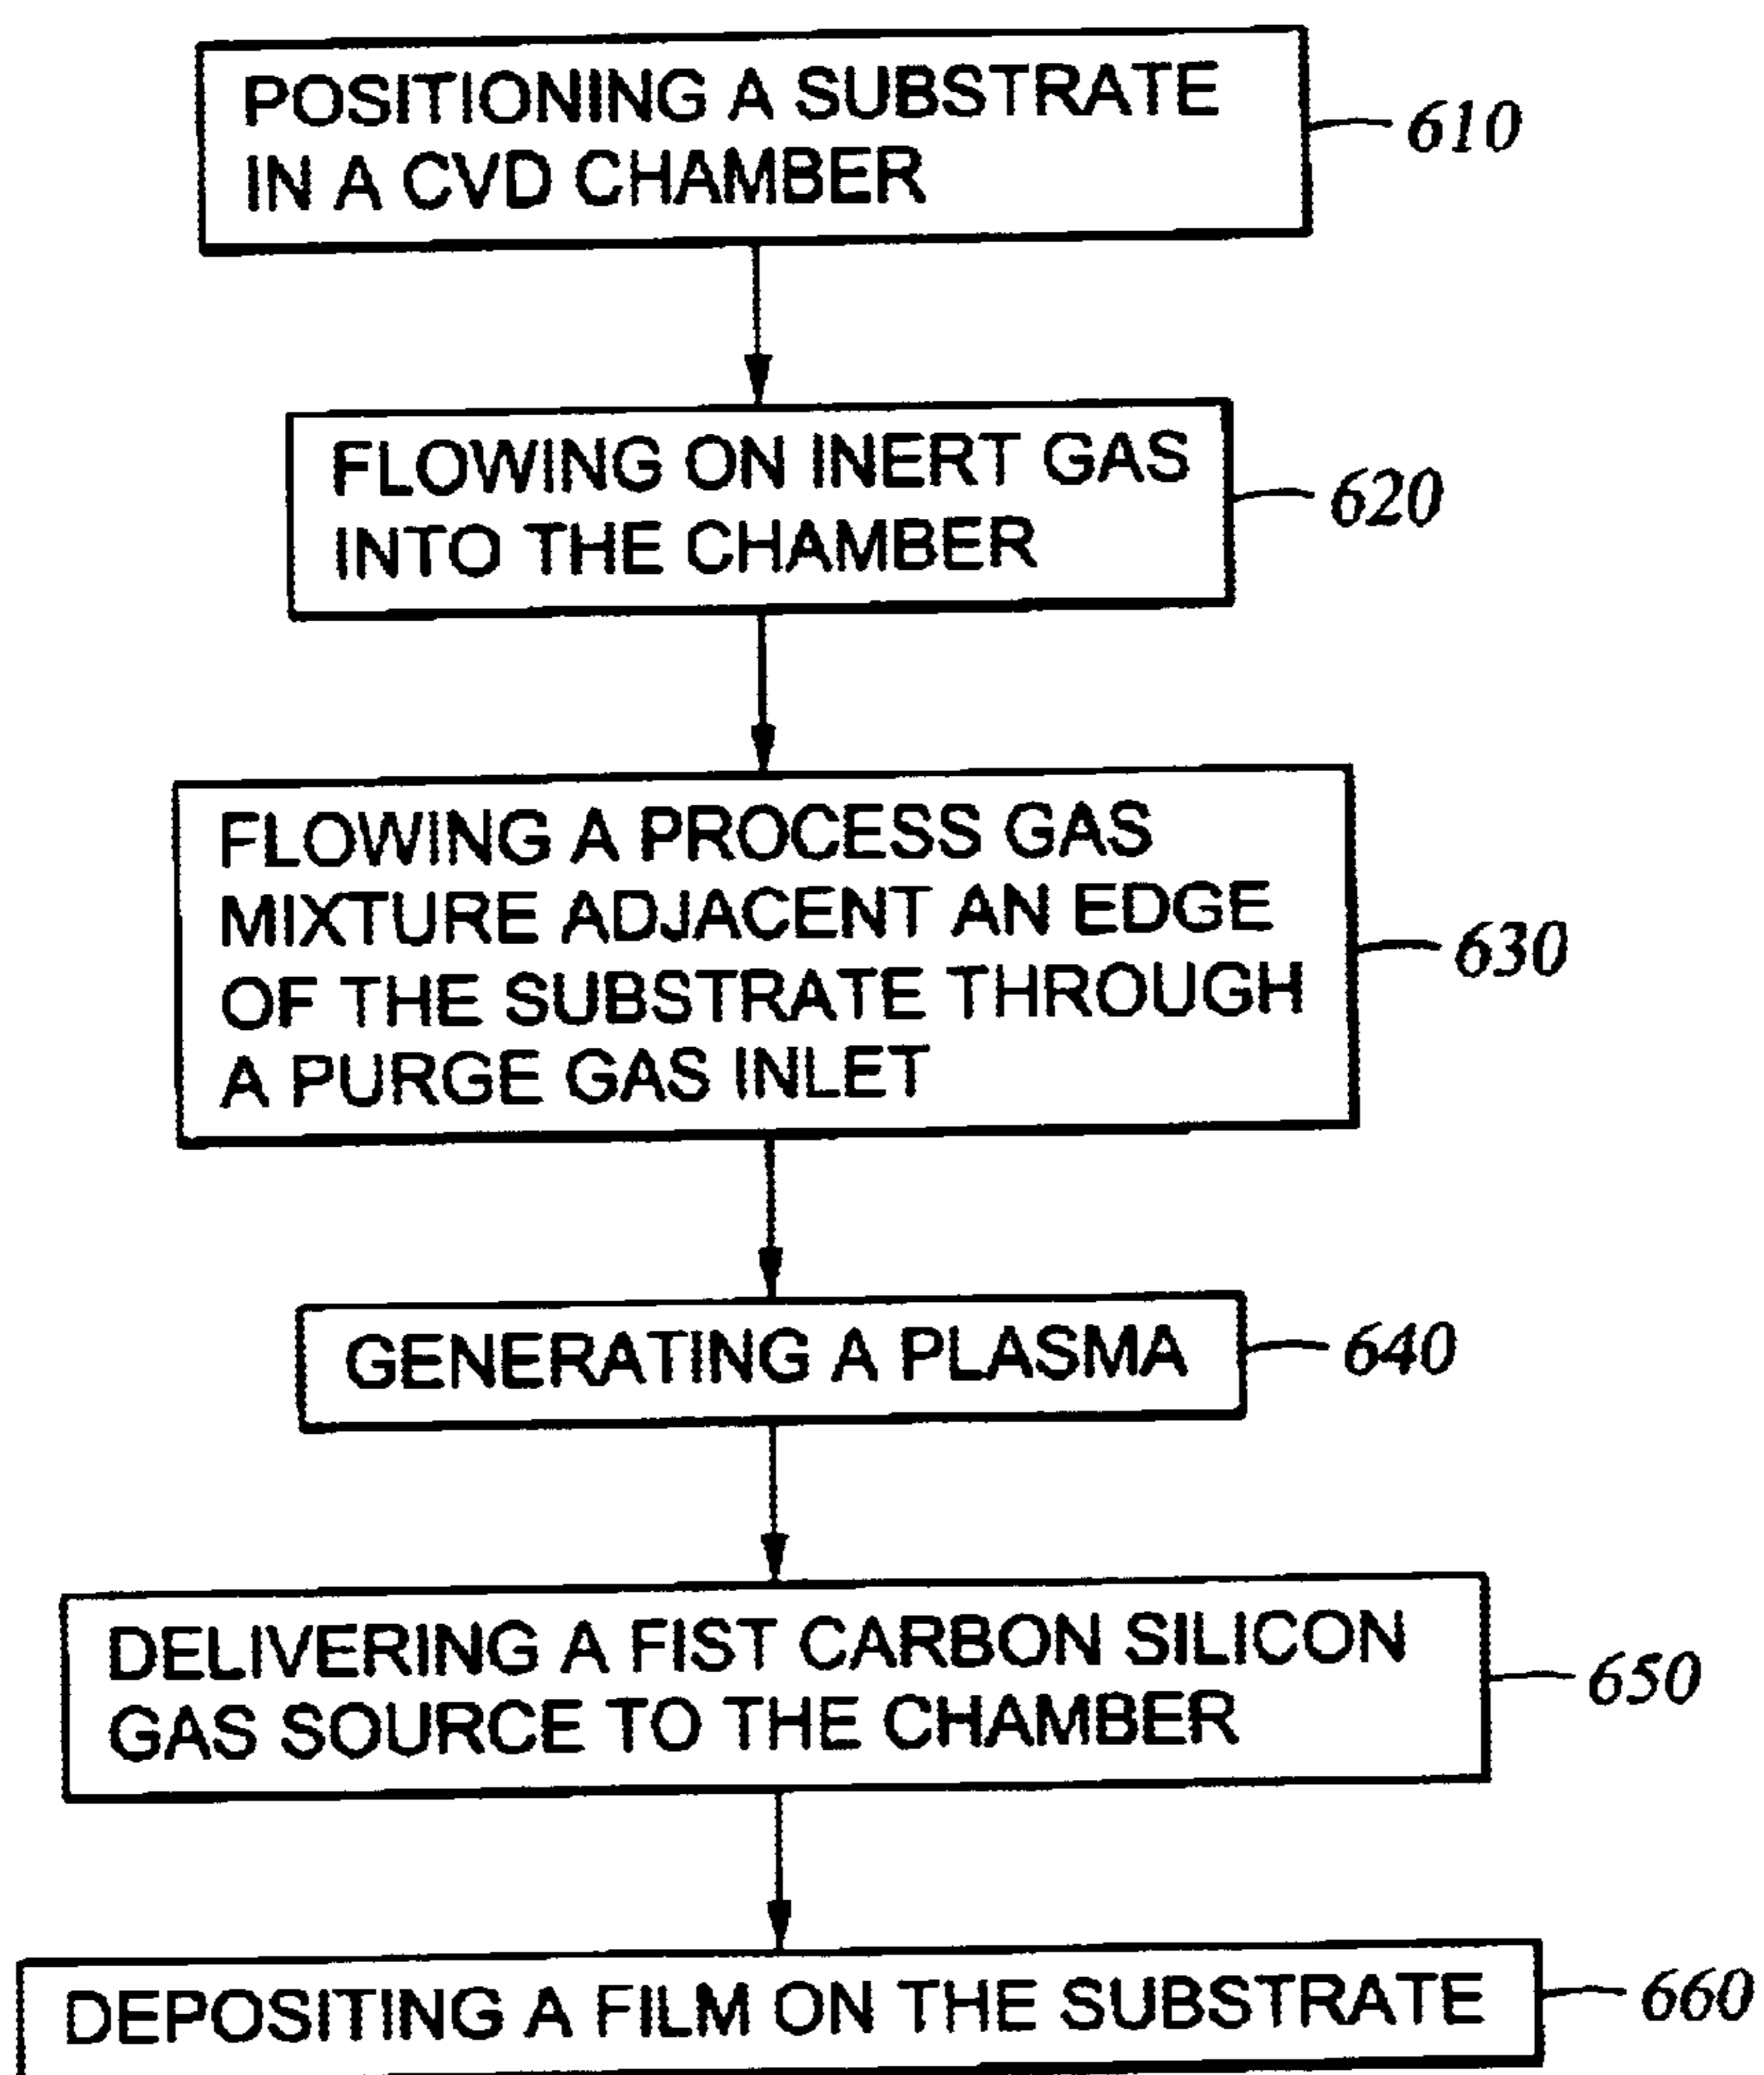 POSITIONING A SUBSTRATE
IN A CVD CHAMBER
610
FLOWING ON INERT GAS
INTO THE CHAMBER
620
FLOWING A PROCESS GAS
MIXTURE ADJACENT AN EDGE
OF THE SUBSTRATE THROUGH
A PURGE GAS INLET
630
GENERATING A PLASMA
640
DELIVERING A FIST CARBON SILICON
GAS SOURCE TO THE CHAMBER
650
DEPOSITING A FILM ON THE SUBSTRATE
660